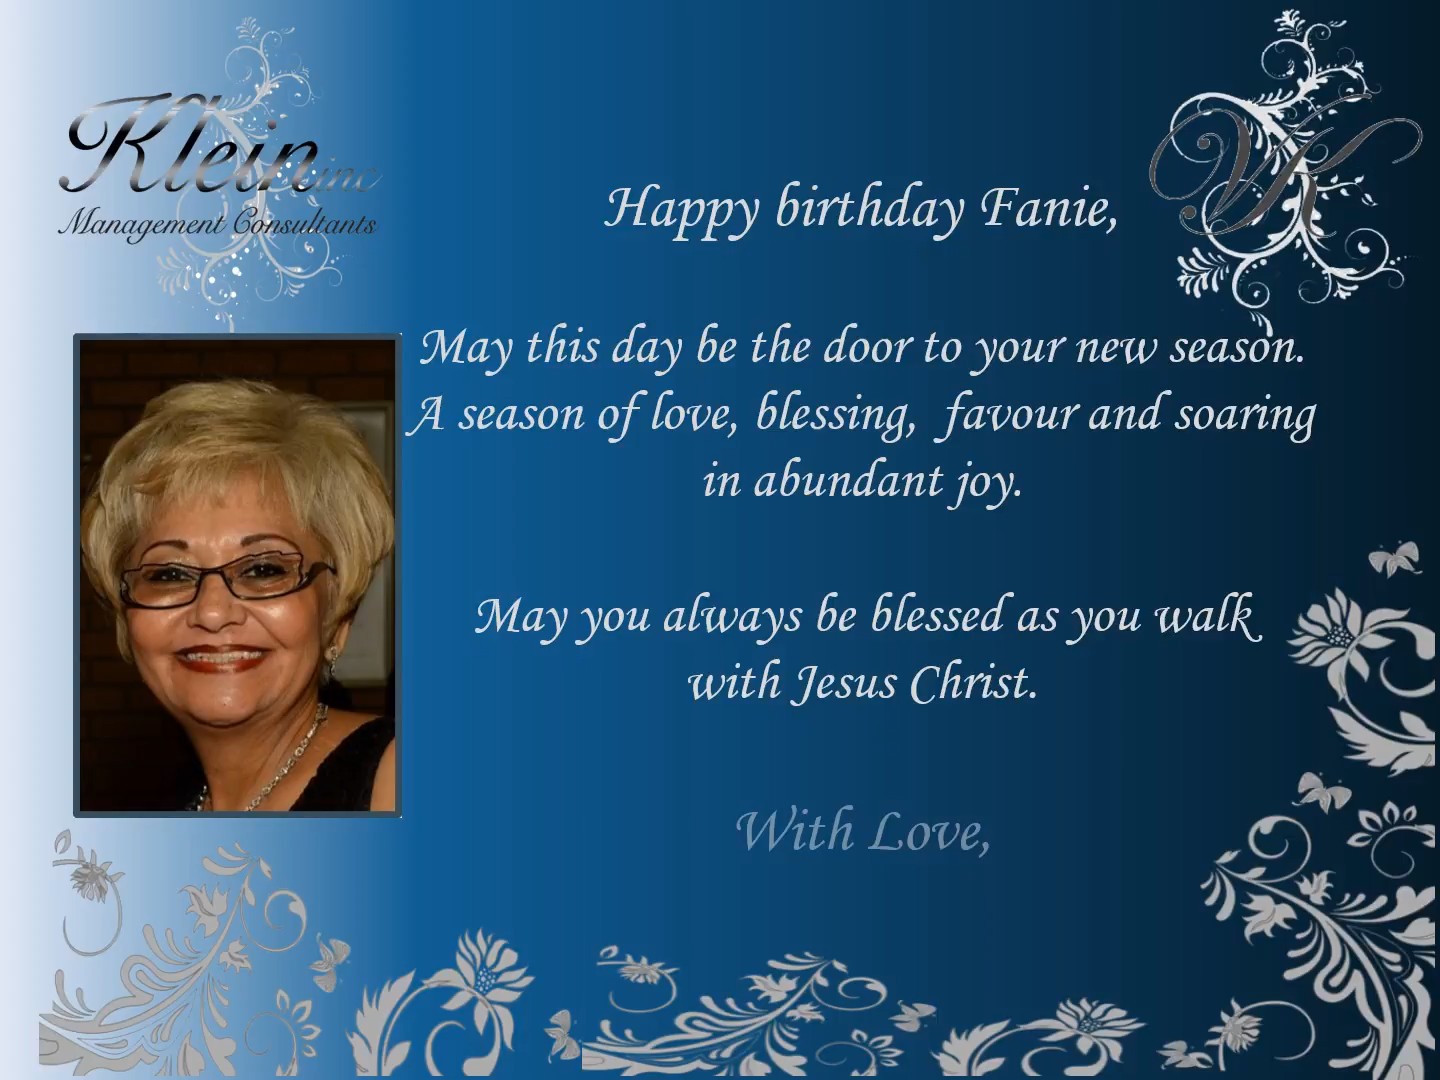 Klein inc
Management Consultants
VK
Happy birthday Fanie,
May this day be the door to your new season.
A season of love, blessing, favour and soaring
in abundant joy.
May you always be blessed as you walk
with Jesus Christ.
With Love,